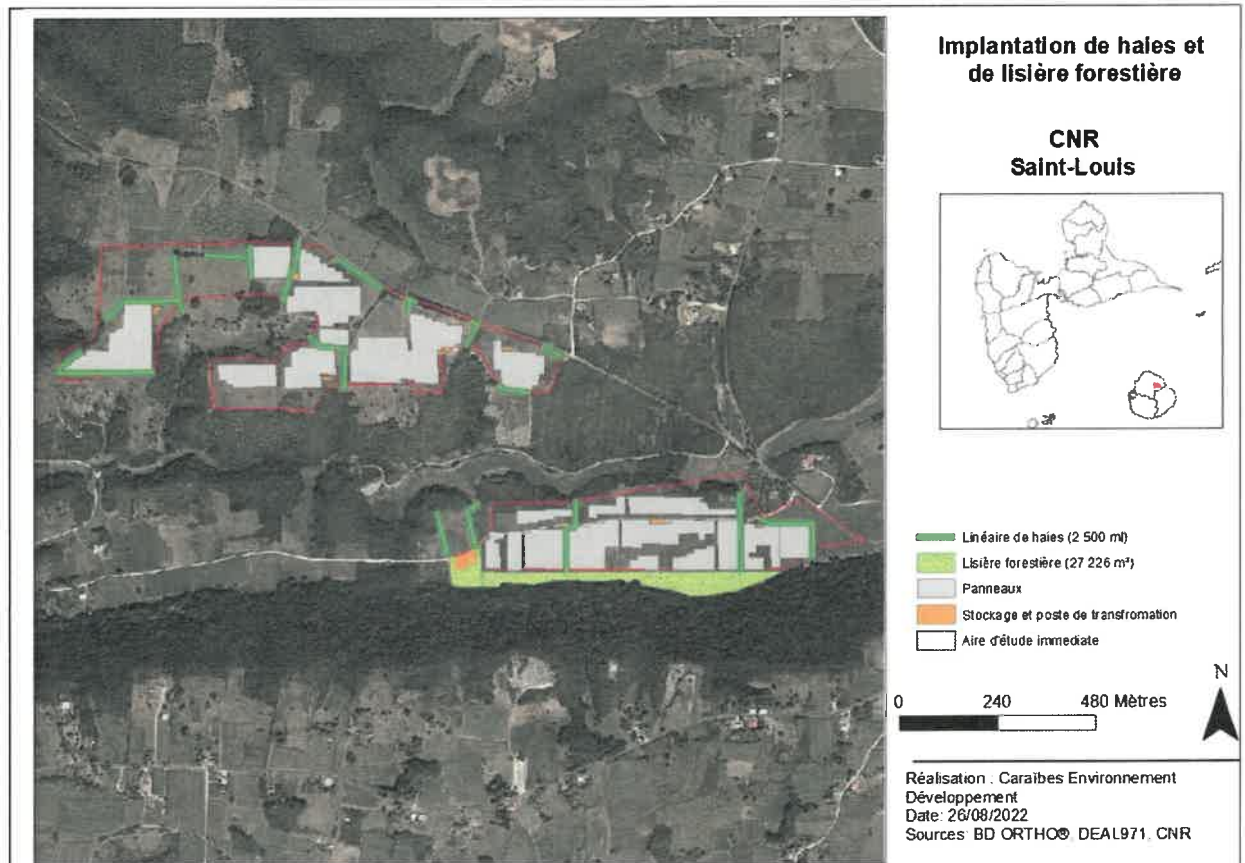 Implantation de haies et
de lisière forestière
CNR
Saint-Louis
Linéaire de haies (2 500 ml)
Lisière forestière (27 226 m²)
Panneaux
Stockage et poste de transfromation
Aire d'étude immediate
N
0 240 480 Mètres
Réalisation : Caraïbes Environnement
Développement
Date: 26/08/2022
Sources: BD ORTHO®, DEAL971, CNR